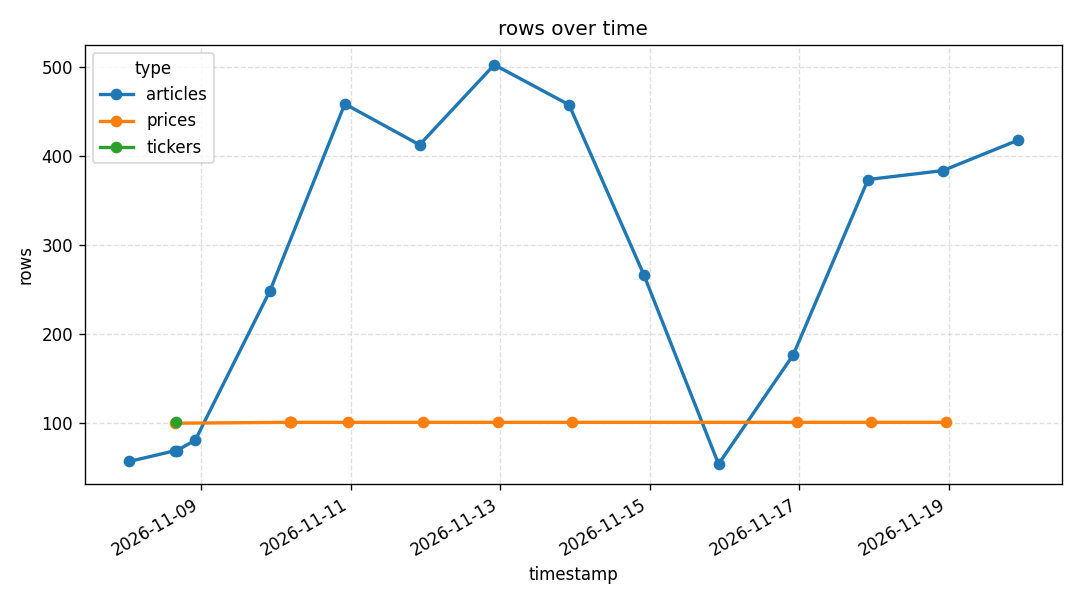 rows over time
type
articles
prices
tickers
500
400
300
200
100
rows
2026-11-09
2026-11-11
2026-11-13
2026-11-15
2026-11-17
2026-11-19
timestamp